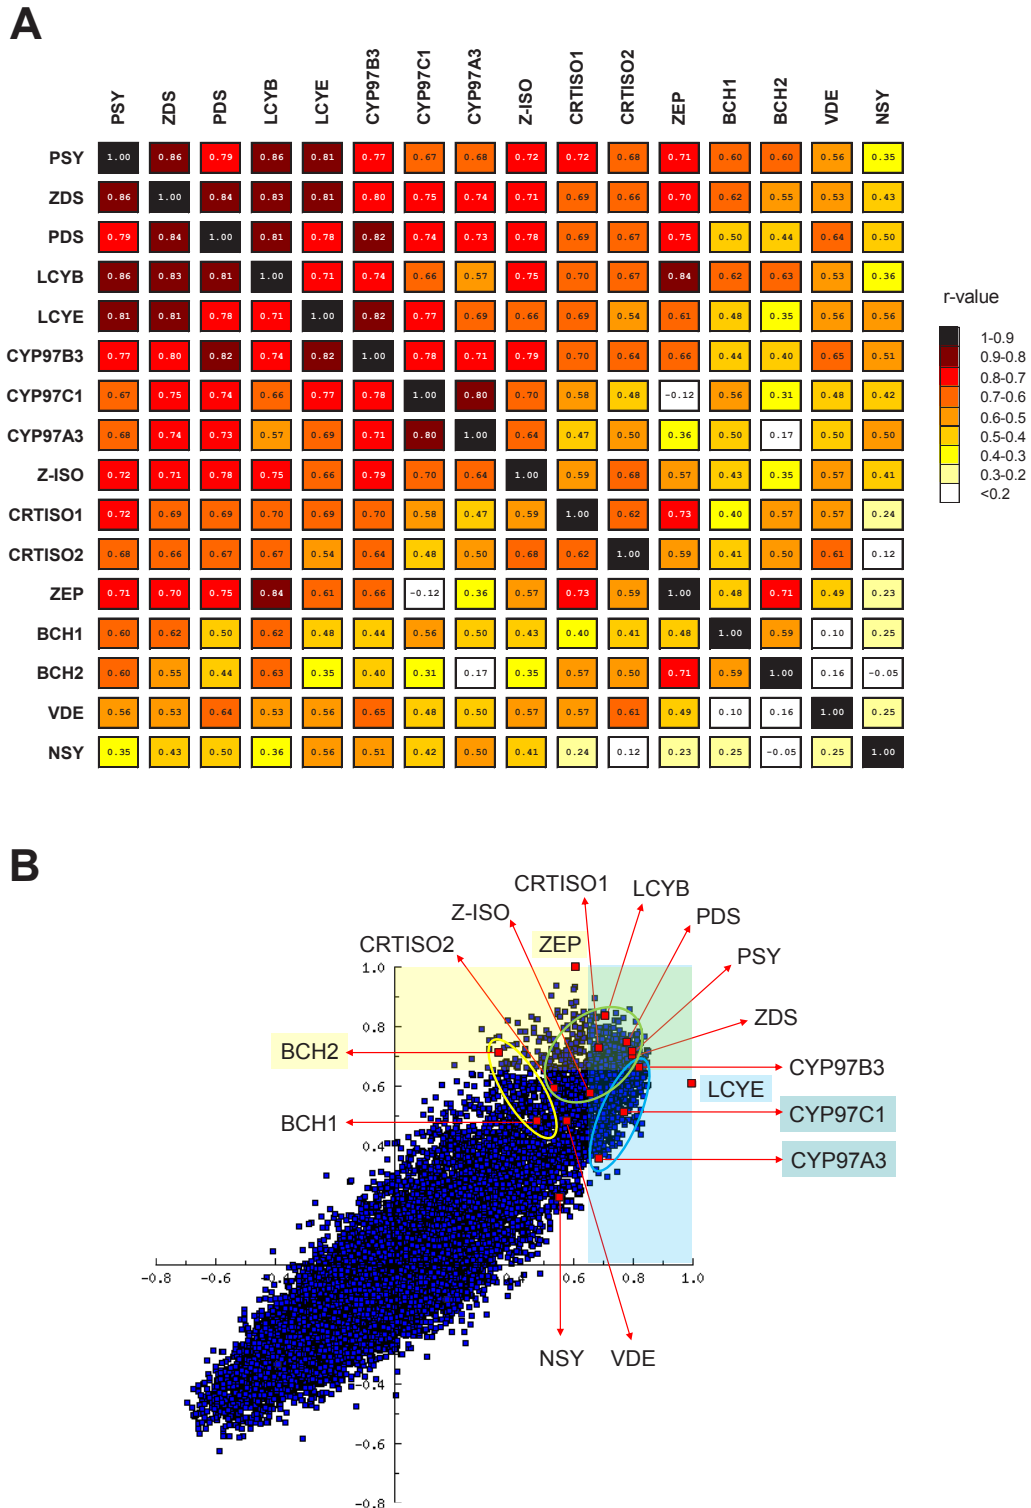 A
PSY ZDS PDS LCYB LCYE CYP97B3 CYP97C1 CYP97A3 Z-ISO CRTISO1 CRTISO2 ZEP BCH1 BCH2 VDE NSY
PSY 1.00 0.86 0.79 0.86 0.81 0.77 0.67 0.68 0.72 0.72 0.68 0.71 0.60 0.60 0.56 0.35
ZDS 0.86 1.00 0.84 0.83 0.81 0.80 0.75 0.74 0.71 0.69 0.66 0.70 0.62 0.55 0.53 0.43
PDS 0.79 0.84 1.00 0.81 0.78 0.82 0.74 0.73 0.78 0.69 0.67 0.75 0.50 0.44 0.64 0.50
LCYB 0.86 0.83 0.81 1.00 0.71 0.74 0.66 0.57 0.75 0.70 0.67 0.84 0.62 0.63 0.53 0.36
LCYE 0.81 0.81 0.78 0.71 1.00 0.82 0.77 0.69 0.66 0.69 0.54 0.61 0.48 0.35 0.56 0.56
CYP97B3 0.77 0.80 0.82 0.74 0.82 1.00 0.78 0.71 0.79 0.70 0.64 0.66 0.44 0.40 0.65 0.51
CYP97C1 0.67 0.75 0.74 0.66 0.77 0.78 1.00 0.80 0.70 0.58 0.48 -0.12 0.56 0.31 0.48 0.42
CYP97A3 0.68 0.74 0.73 0.57 0.69 0.71 0.80 1.00 0.64 0.47 0.50 0.36 0.50 0.17 0.50 0.50
Z-ISO 0.72 0.71 0.78 0.75 0.66 0.79 0.70 0.64 1.00 0.59 0.68 0.57 0.43 0.35 0.57 0.41
CRTISO1 0.72 0.69 0.69 0.70 0.69 0.70 0.58 0.47 0.59 1.00 0.62 0.73 0.40 0.57 0.57 0.24
CRTISO2 0.68 0.66 0.67 0.67 0.54 0.64 0.48 0.50 0.68 0.62 1.00 0.59 0.41 0.50 0.61 0.12
ZEP 0.71 0.70 0.75 0.84 0.61 0.66 -0.12 0.36 0.57 0.73 0.59 1.00 0.48 0.71 0.49 0.23
BCH1 0.60 0.62 0.50 0.62 0.48 0.44 0.56 0.50 0.43 0.40 0.41 0.48 1.00 0.59 0.10 0.25
BCH2 0.60 0.55 0.44 0.63 0.35 0.40 0.31 0.17 0.35 0.57 0.50 0.71 0.59 1.00 0.16 -0.05
VDE 0.56 0.53 0.64 0.53 0.56 0.65 0.48 0.50 0.57 0.57 0.61 0.49 0.10 0.16 1.00 0.25
NSY 0.35 0.43 0.50 0.36 0.56 0.51 0.42 0.50 0.41 0.24 0.12 0.23 0.25 -0.05 0.25 1.00
r-value
1-0.9
0.9-0.8
0.8-0.7
0.7-0.6
0.6-0.5
0.5-0.4
0.4-0.3
0.3-0.2
<0.2
B
CRTISO1 LCYB
Z-ISO PDS
CRTISO2 ZEP PSY
1.0
ZDS
0.8
BCH2 CYP97B3
0.6 LCYE
BCH1 CYP97C1
0.4
CYP97A3
-0.8 -0.6 -0.4 0.4 0.6 0.8 1.0
NSY VDE
-0.4
-0.6
-0.8